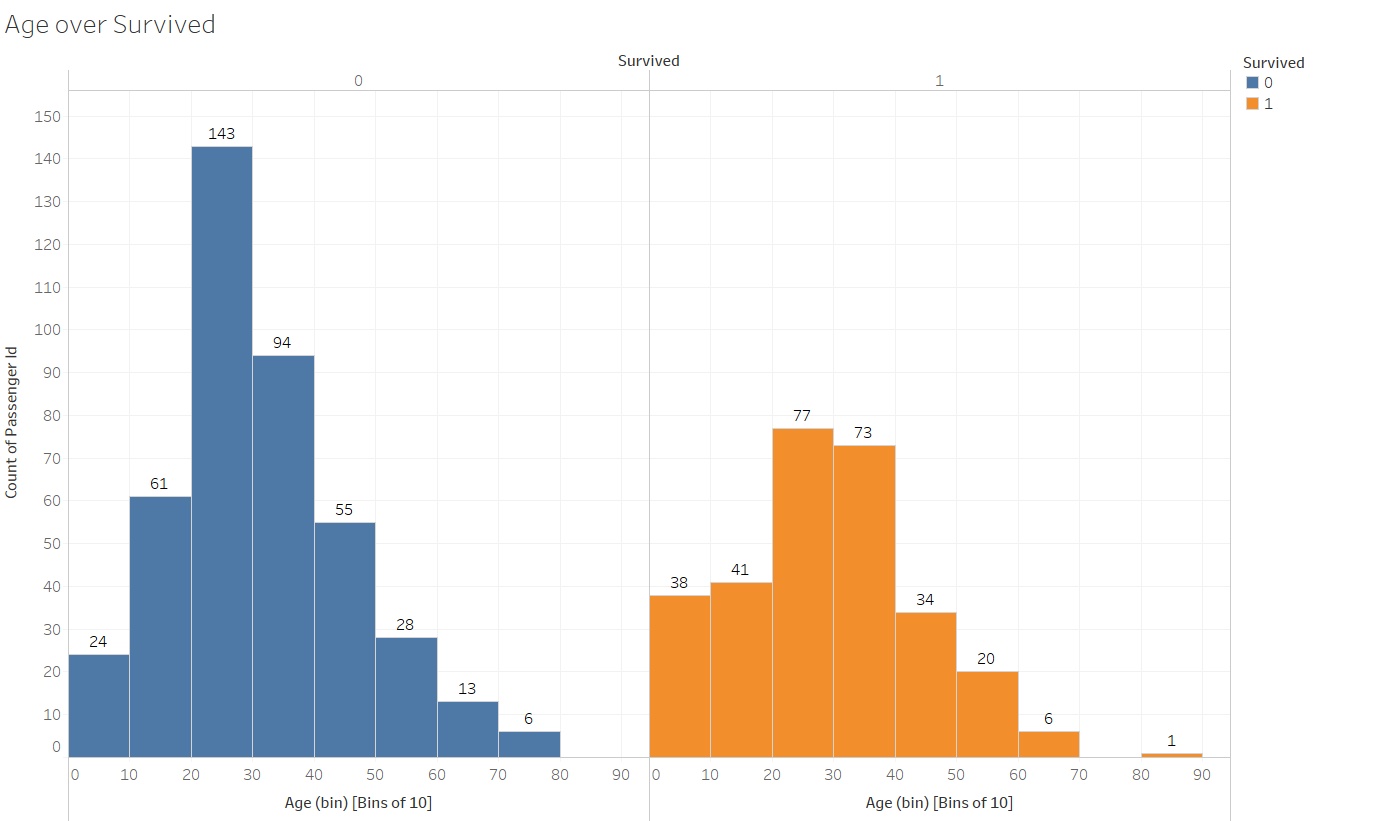 Age over Survived
Survived
0 1
Survived
0
1
Count of Passenger Id
150
140
130
120
110
100
90
80
70
60
50
40
30
20
10
0
24 61 143 94 55 28 13 6
38 41 77 73 34 20 6 1
0 10 20 30 40 50 60 70 80 90
0 10 20 30 40 50 60 70 80 90
Age (bin) [Bins of 10]
Age (bin) [Bins of 10]